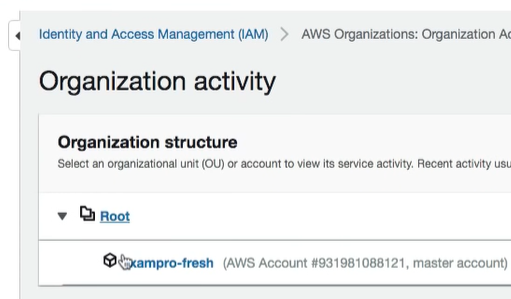 Identity and Access Management (IAM) > AWS Organizations: Organization Ac
Organization activity
Organization structure
Select an organizational unit (OU) or account to view its service activity. Recent activity usu
Root
xampro-fresh (AWS Account #931981088121, master account)